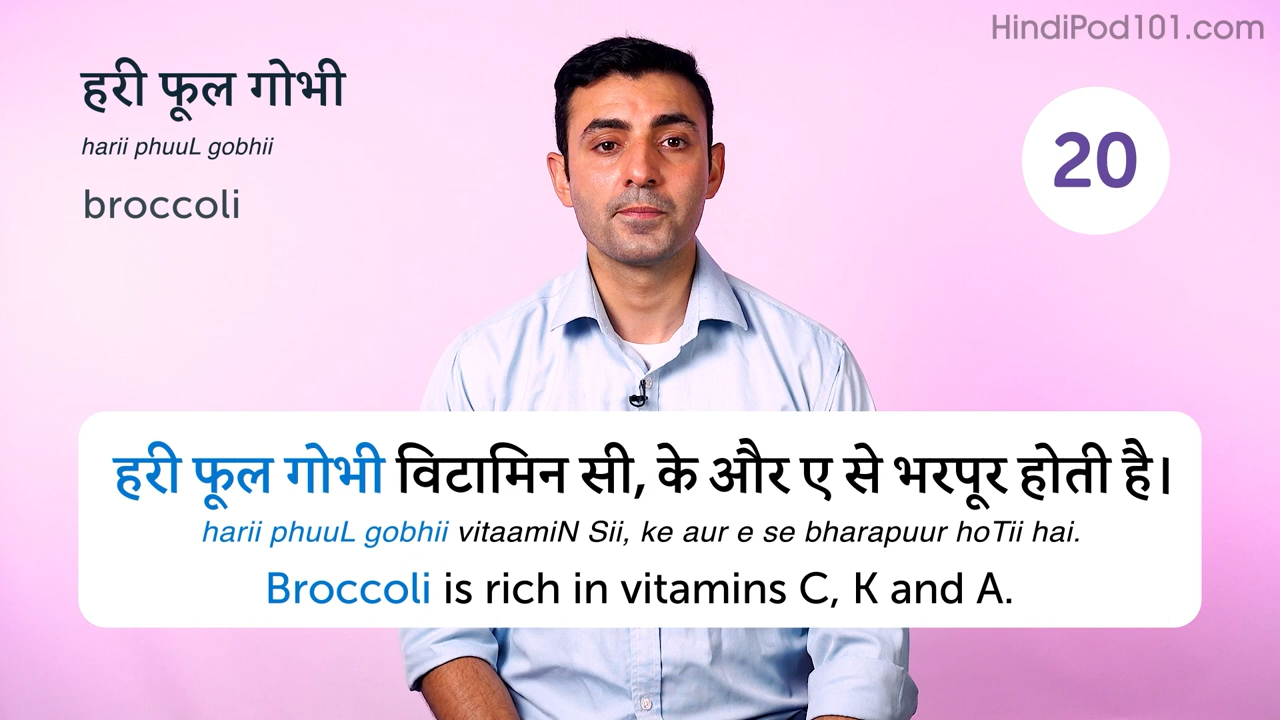 HindiPod101.com
हरी फूल गोभी
harii phuuL gobhii
broccoli
20
हरी फूल गोभी विटामिन सी, के और ए से भरपूर होती है।
harii phuuL gobhii vitaamiN Sii, ke aur e se bharapuur hoTii hai.
Broccoli is rich in vitamins C, K and A.